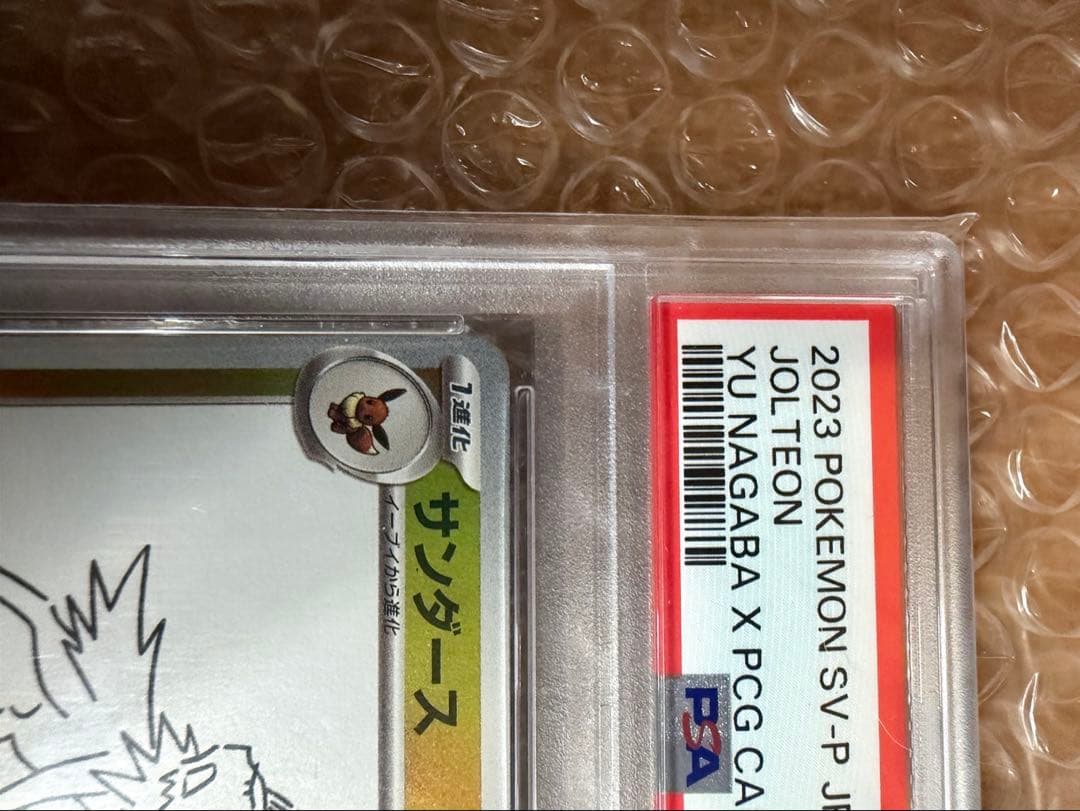 2023 POKEMON SV-P
JOLTEON
YU NAGABA X PCG CA
PSA
1進化
サンダース
イーブイから進化